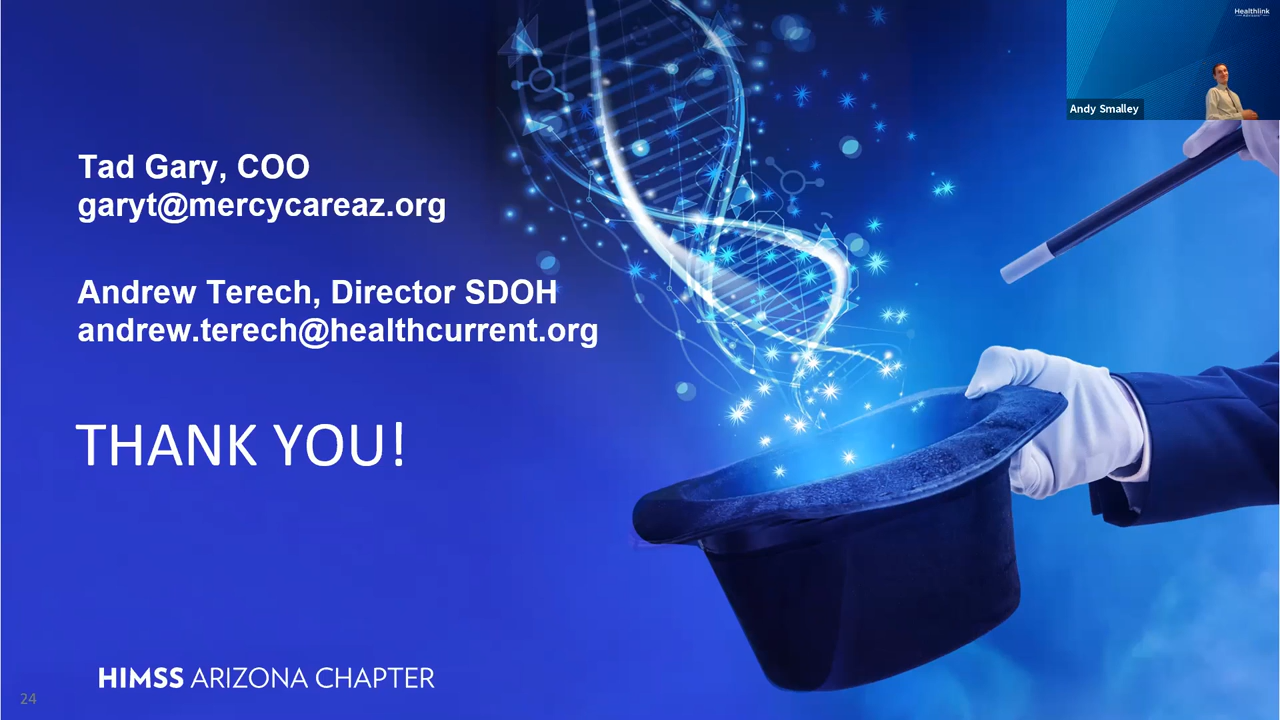 Healthlink
Andy Smalley
Tad Gary, COO
garyt@mercycareaz.org
Andrew Terech, Director SDOH
andrew.terech@healthcurrent.org
THANK YOU!
HIMSS ARIZONA CHAPTER
24